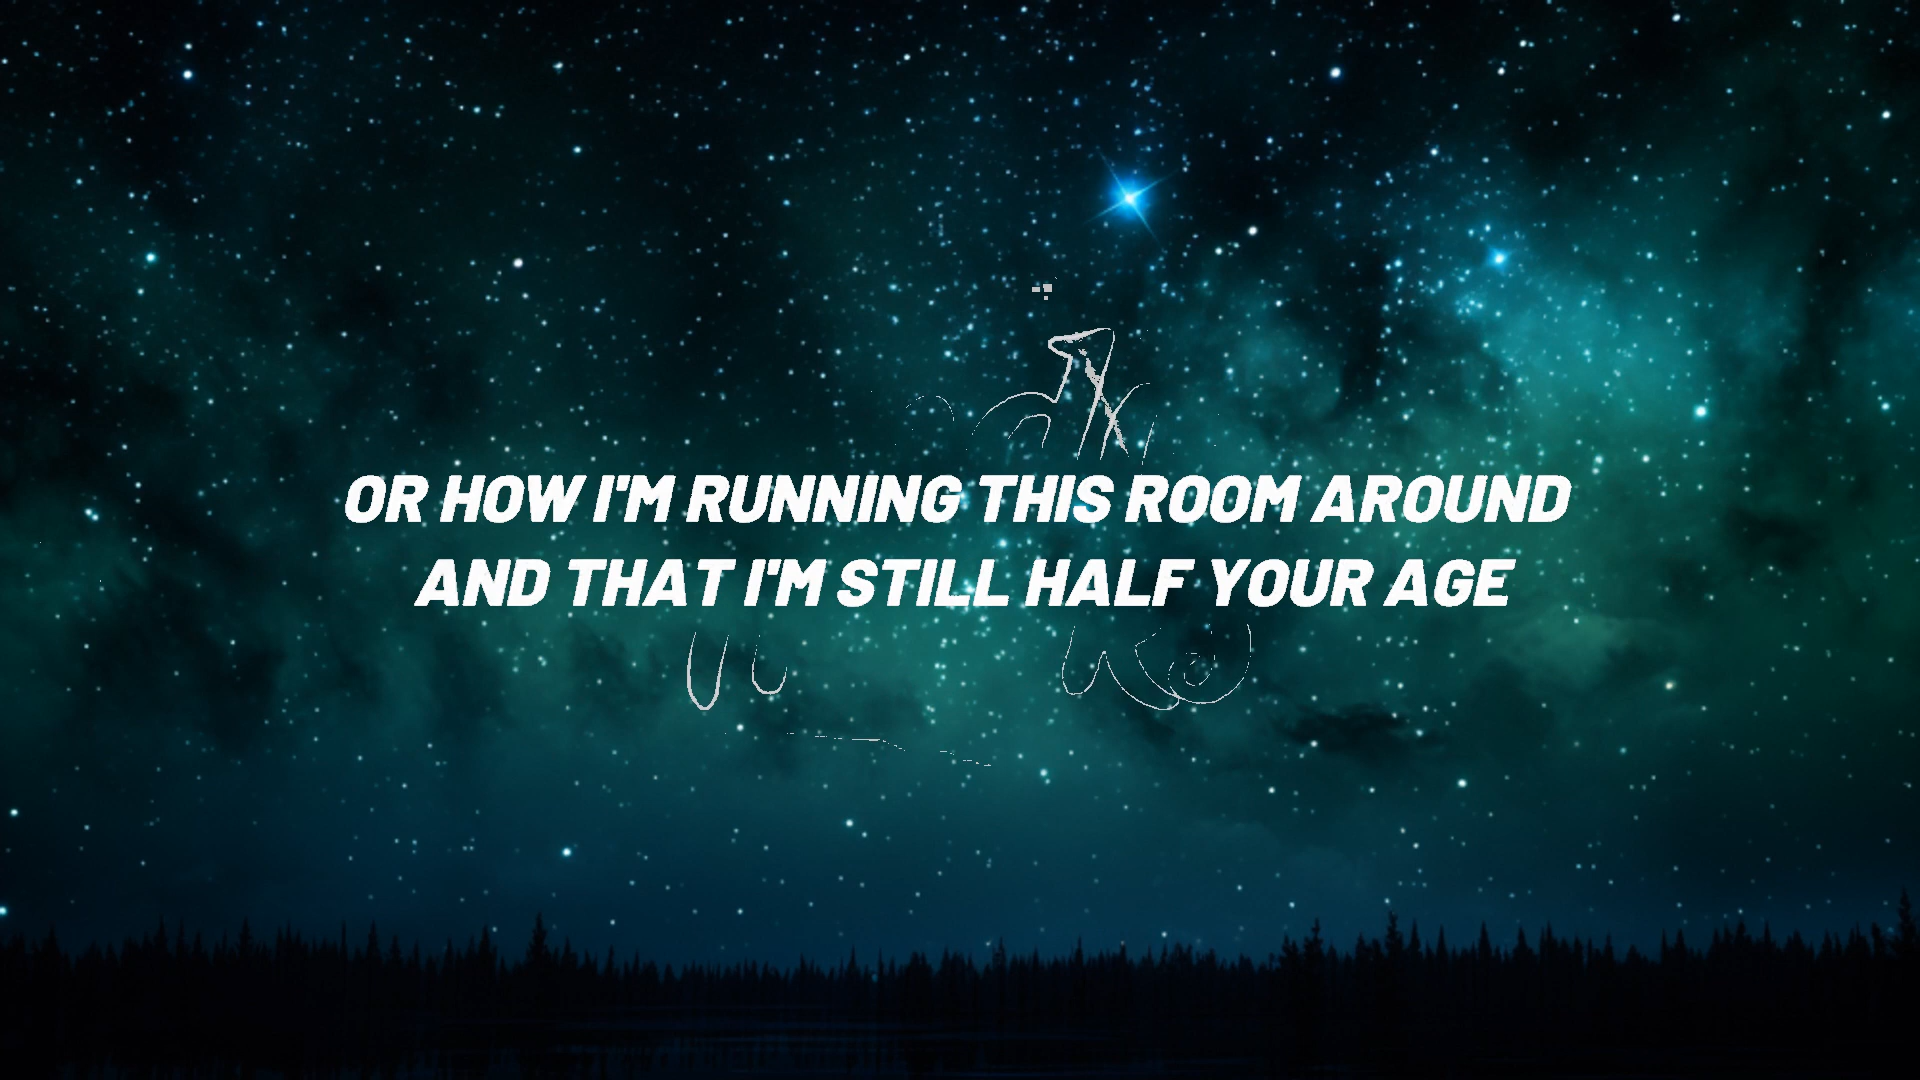 OR HOW I'M RUNNING THIS ROOM AROUND
AND THAT I'M STILL HALF YOUR AGE